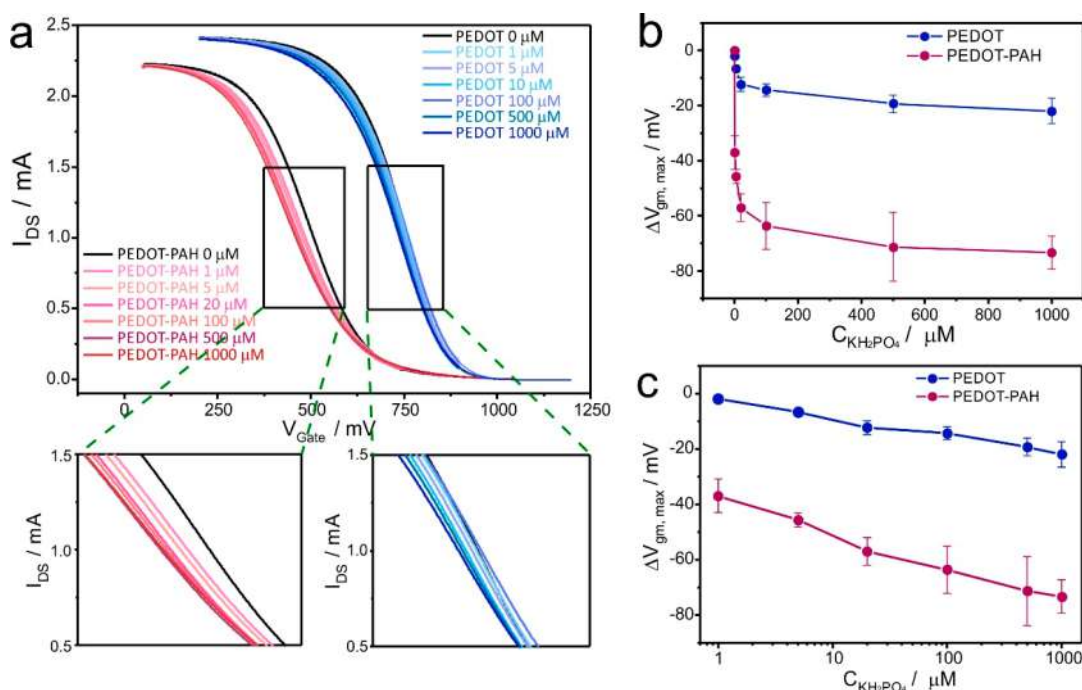 a
I_DS / mA
2.5
2.0
1.5
1.0
0.5
0.0
PEDOT 0 μM
PEDOT 1 μM
PEDOT 5 μM
PEDOT 10 μM
PEDOT 100 μM
PEDOT 500 μM
PEDOT 1000 μM
PEDOT-PAH 0 μM
PEDOT-PAH 1 μM
PEDOT-PAH 5 μM
PEDOT-PAH 20 μM
PEDOT-PAH 100 μM
PEDOT-PAH 500 μM
PEDOT-PAH 1000 μM
0 250 500 750 1000 1250
V_Gate / mV
I_DS / mA
1.5
1.0
0.5
I_DS / mA
1.5
1.0
0.5
b
PEDOT
PEDOT-PAH
ΔV_gm, max / mV
0
-20
-40
-60
-80
0 200 400 600 800 1000
C_KH₂PO₄ / μM
c
PEDOT
PEDOT-PAH
ΔV_gm, max / mV
0
-20
-40
-60
-80
1 10 100 1000
C_KH₂PO₄ / μM